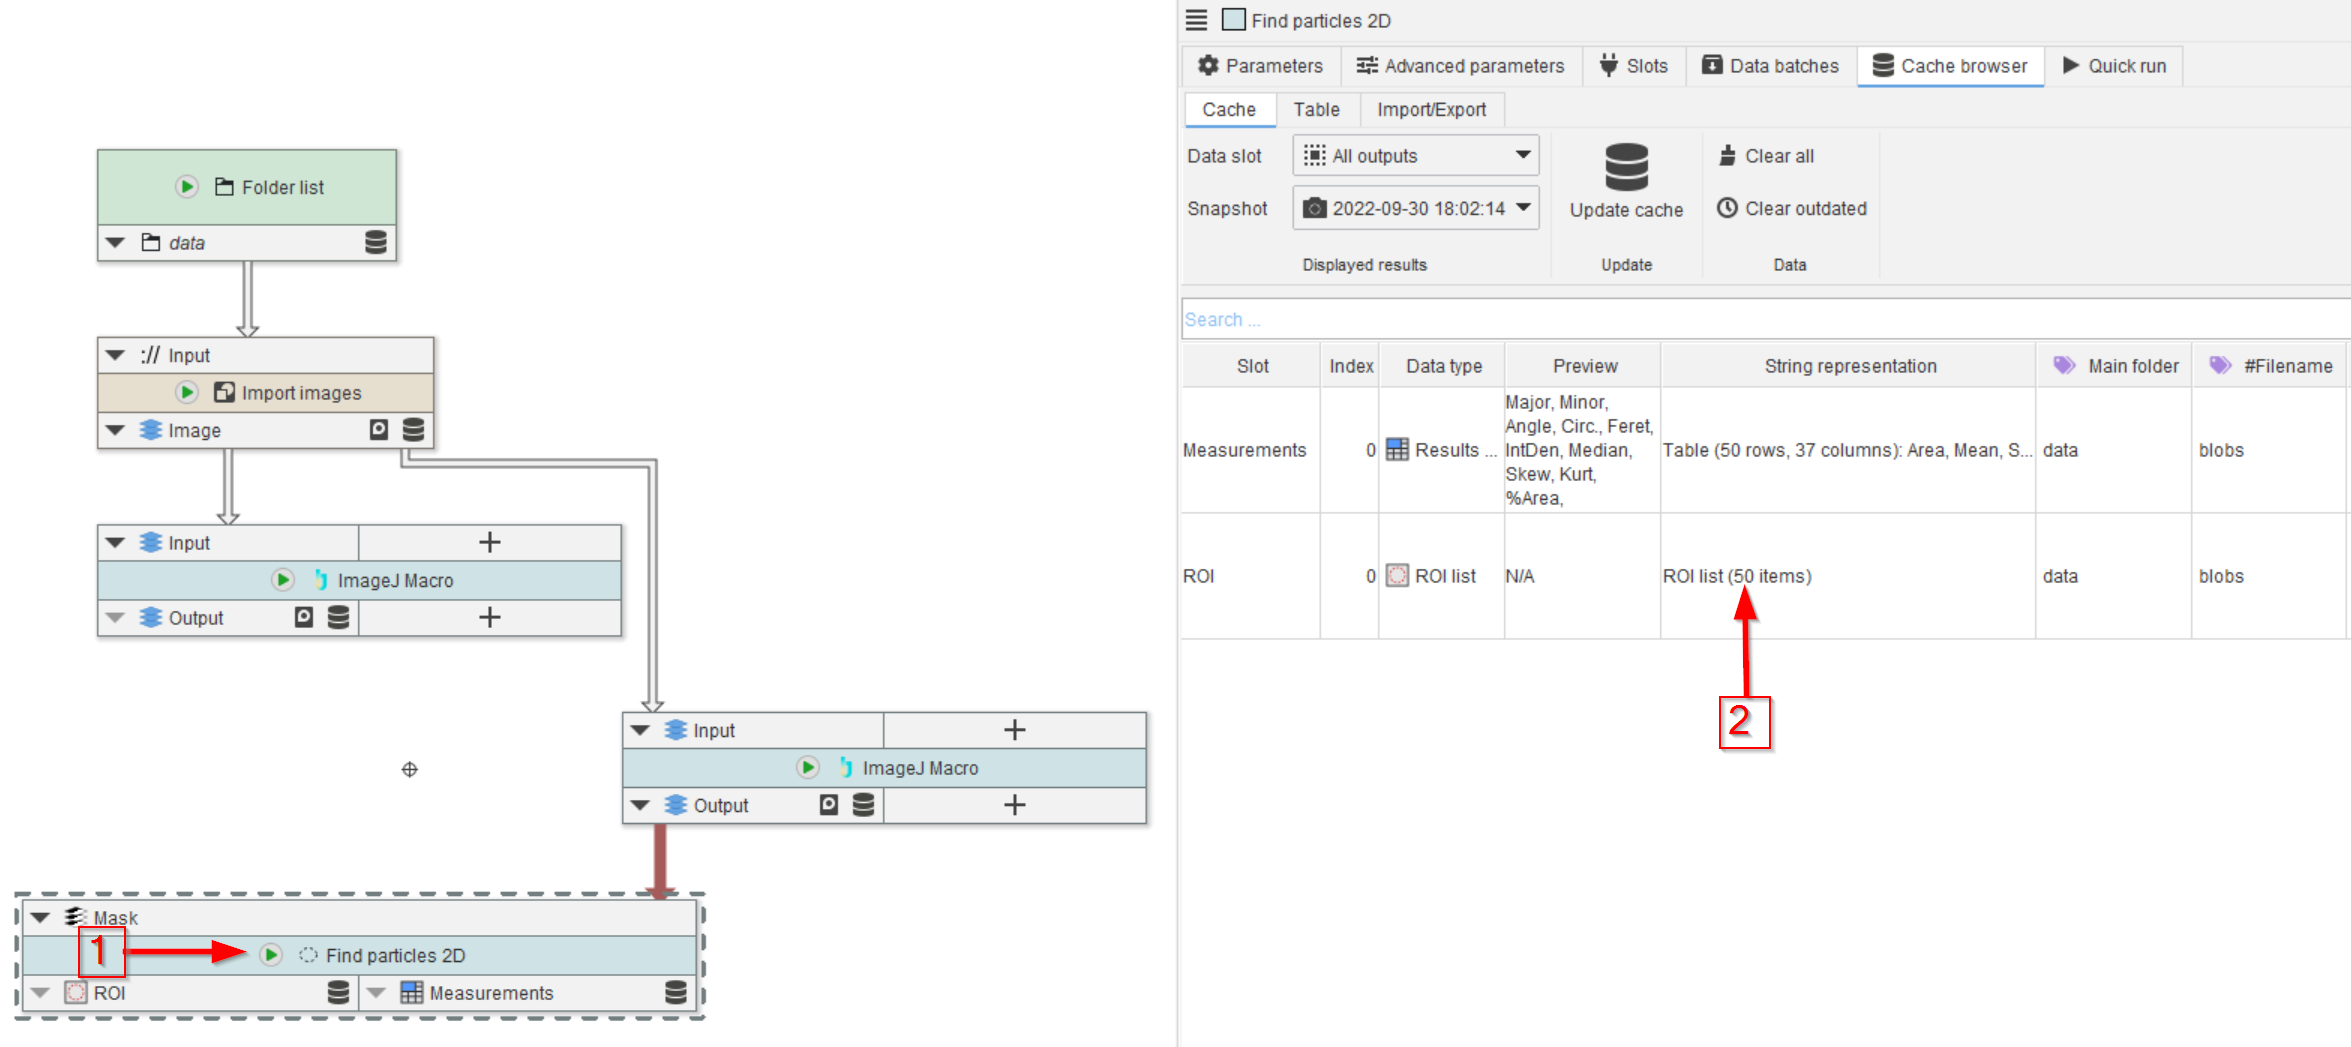 Folder list
data
:// Input
Import images
Image
Input
ImageJ Macro
Output
Input
ImageJ Macro
Output
Mask
1
Find particles 2D
ROI
Measurements
Find particles 2D
Parameters
Advanced parameters
Slots
Data batches
Cache browser
Quick run
Cache
Table
Import/Export
Data slot
All outputs
Snapshot
2022-09-30 18:02:14
Displayed results
Update cache
Update
Clear all
Clear outdated
Data
Search ...
Slot Index Data type Preview String representation Main folder #Filename
Measurements 0 Results ...
Major, Minor,
Angle, Circ., Feret,
IntDen, Median,
Skew, Kurt,
%Area,
Table (50 rows, 37 columns): Area, Mean, S... data blobs
ROI 0 ROI list N/A ROI list (50 items) data blobs
2